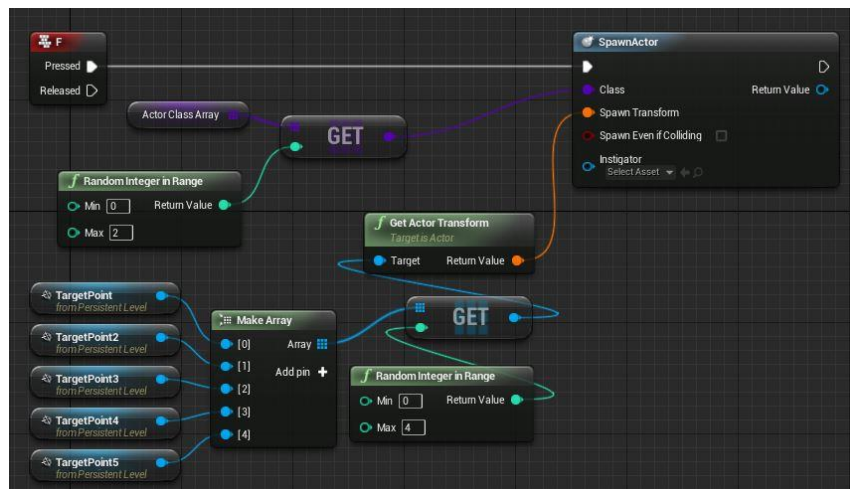 F
Pressed
Released
SpawnActor
Class
Return Value
Spawn Transform
Spawn Even if Colliding
Instigator
Select Asset
Actor Class Array
GET
Random Integer in Range
Min 0
Return Value
Max 2
Get Actor Transform
Target is Actor
Target
Return Value
TargetPoint
from Persistent Level
TargetPoint2
from Persistent Level
TargetPoint3
from Persistent Level
TargetPoint4
from Persistent Level
TargetPoint5
from Persistent Level
Make Array
[0]
Array
[1]
Add pin +
[2]
[3]
[4]
GET
Random Integer in Range
Min 0
Return Value
Max 4